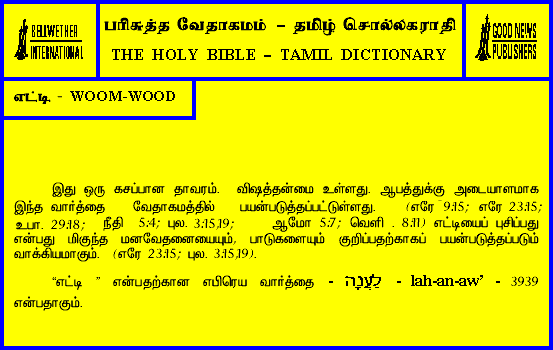 BELLWETHER
INTERNATIONAL
பரிசுத்த வேதாகமம் – தமிழ் சொல்லகராதி
THE HOLY BIBLE – TAMIL DICTIONARY
GOOD NEWS
PUBLISHERS
எட்டி - WOOM-WOOD
இது ஒரு கசப்பான தாவரம். விஷத்தன்மை உள்ளது. ஆபத்துக்கு அடையாளமாக
இந்த வார்த்தை வேதாகமத்தில் பயன்படுத்தப்பட்டுள்ளது. (எரே 9:15; எரே 23:15;
உபா. 29:18; நீதி 5:4; புல. 3:15,19; ஆமோ 5:7; வெளி . 8:11) எட்டியைப் புசிப்பது
என்பது மிகுந்த மனவேதனையையும், பாடுகளையும் குறிப்பதற்காகப் பயன்படுத்தப்படும்
வாக்கியமாகும். (எரே 23:15; புல. 3:15,19).
“எட்டி ” என்பதற்கான எபிரெய வார்த்தை - לַעֲנָה - lah-an-aw’ - 3939
என்பதாகும்.